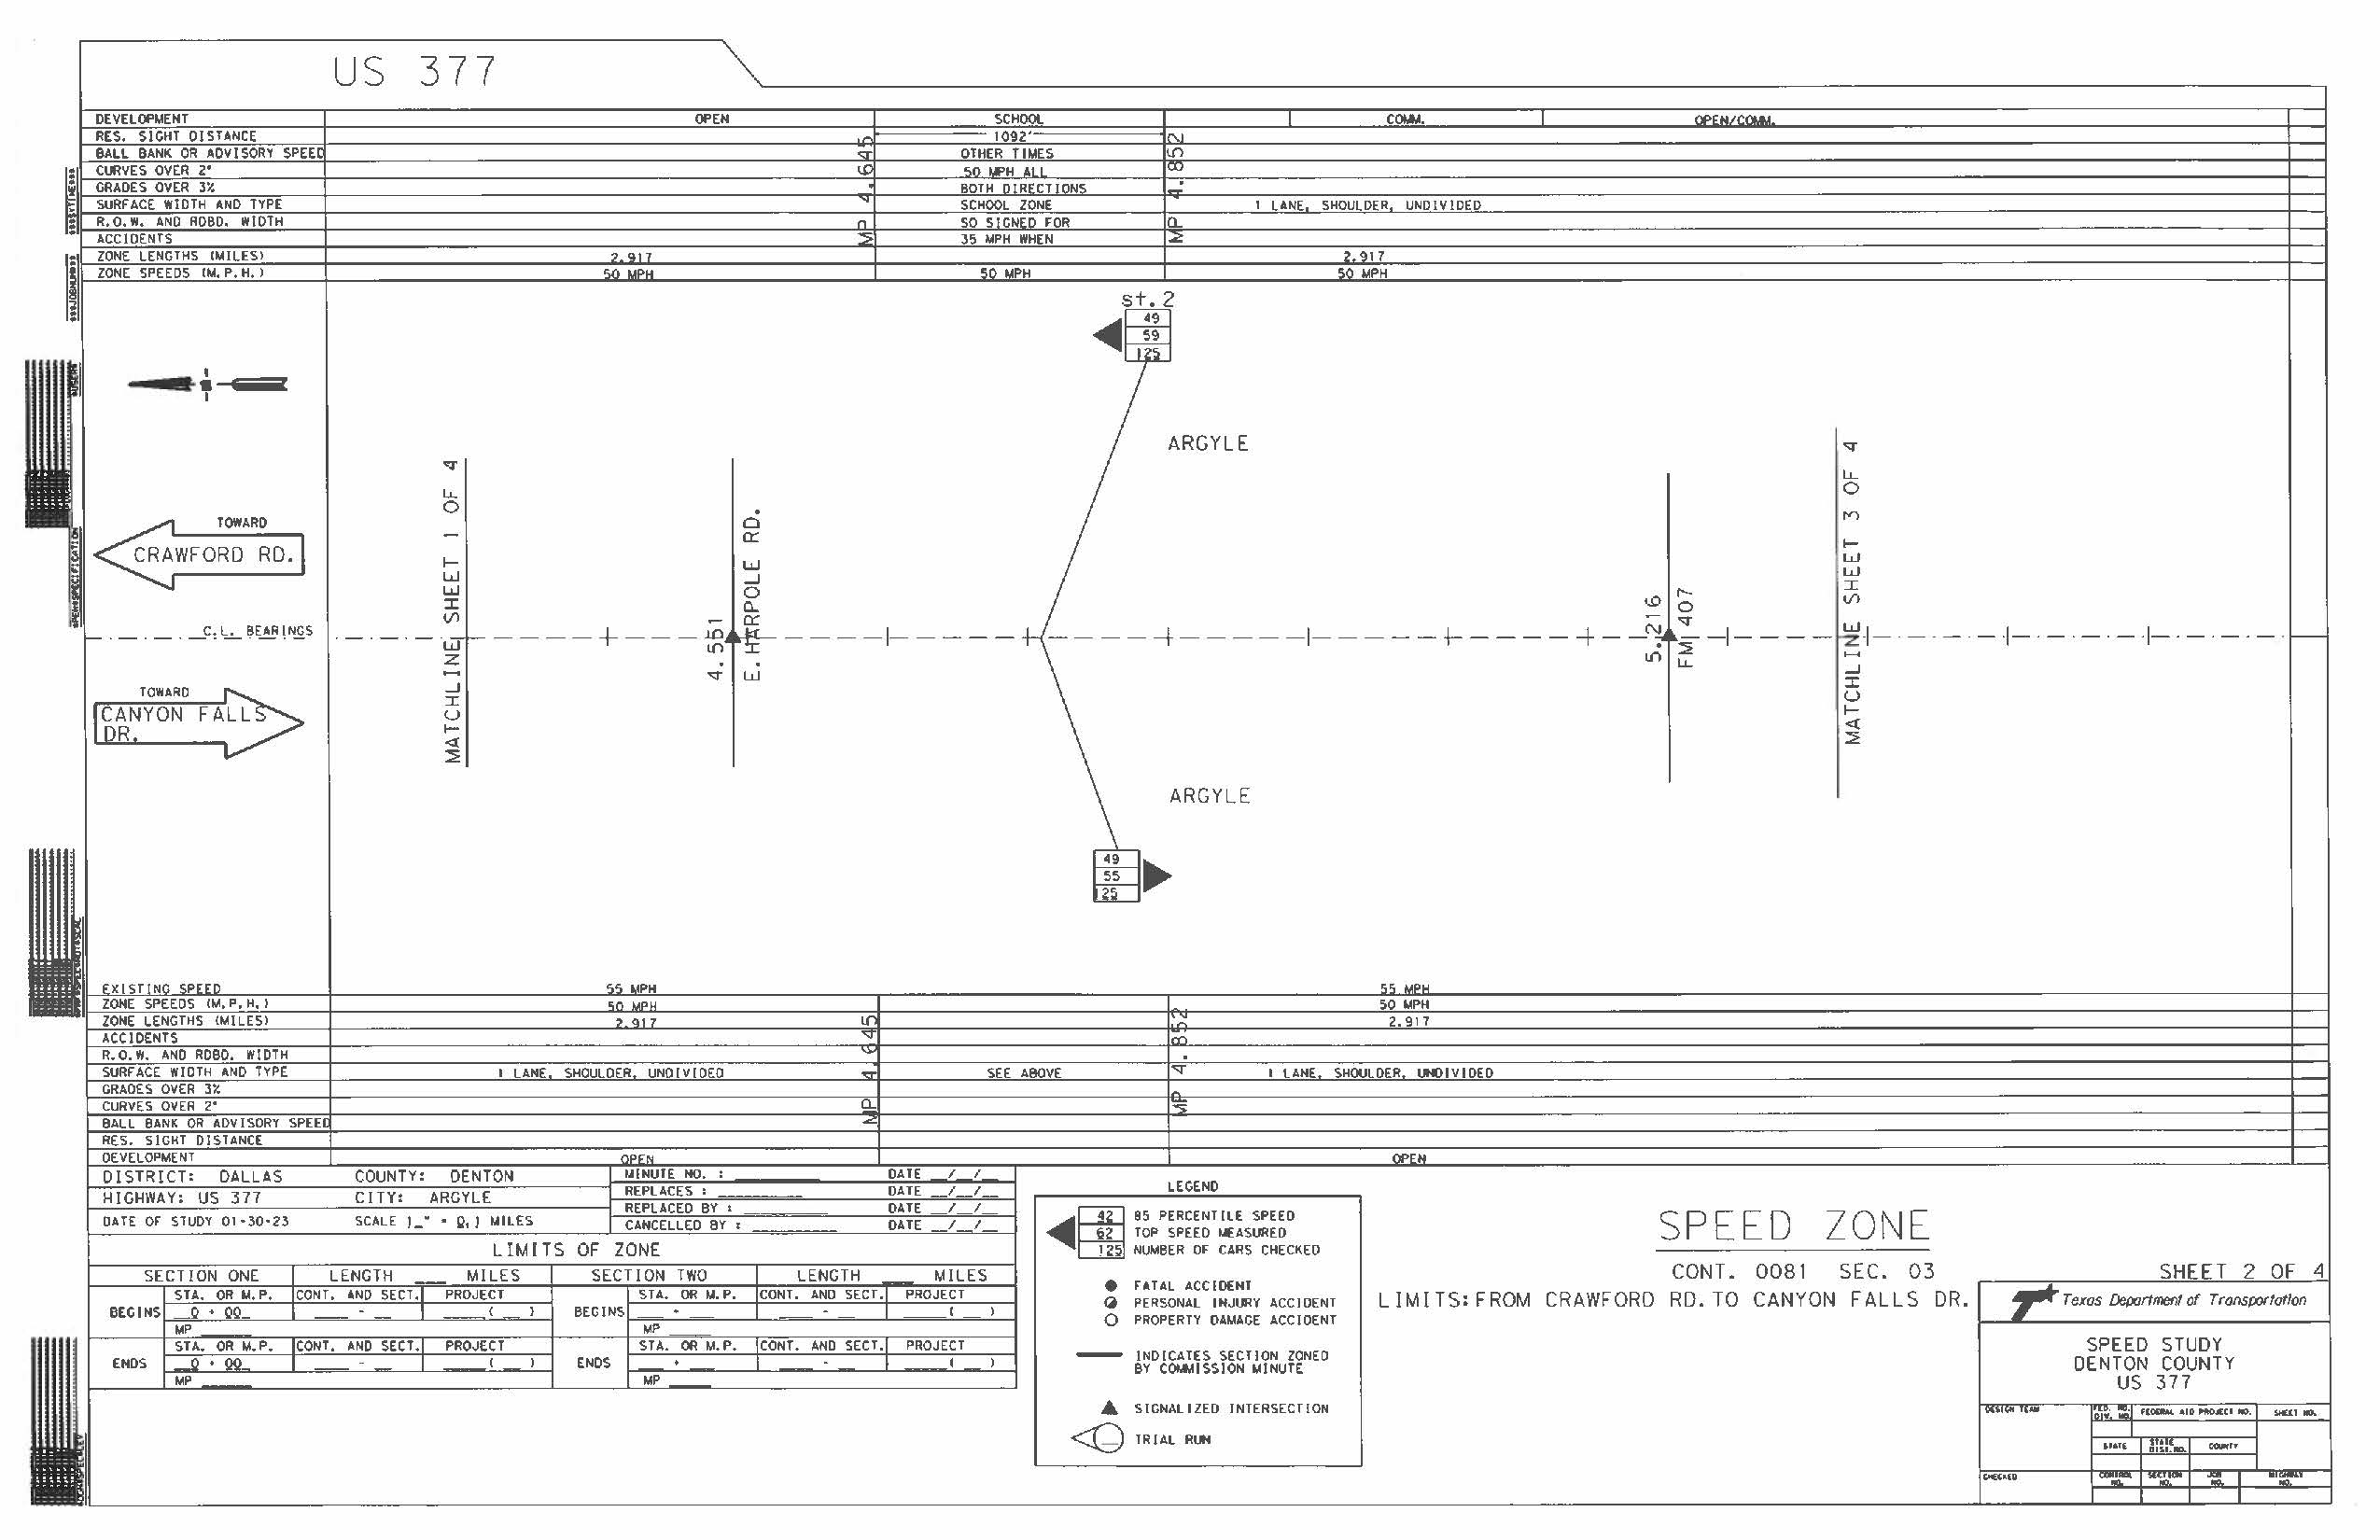 US 377
DEVELOPMENT OPEN SCHOOL COMM. OPEN/COMM.
RES. SIGHT DISTANCE 1092'
BALL BANK OR ADVISORY SPEED OTHER TIMES
CURVES OVER 2° 50 MPH ALL
GRADES OVER 3% BOTH DIRECTIONS
SURFACE WIDTH AND TYPE SCHOOL ZONE 1 LANE, SHOULDER, UNDIVIDED
R.O.W. AND RDBD. WIDTH SO SIGNED FOR
ACCIDENTS 35 MPH WHEN
MP 4.645
MP 4.852
ZONE LENGTHS (MILES) 2.917 2.917
ZONE SPEEDS (M.P.H.) 50 MPH 50 MPH 50 MPH
st.2
49
59
125
ARGYLE
TOWARD
CRAWFORD RD.
C.L. BEARINGS
TOWARD
CANYON FALLS
DR.
MATCHLINE SHEET 1 OF 4
4.551
E. HARPOLE RD.
5.216
FM 407
MATCHLINE SHEET 3 OF 4
ARGYLE
49
55
125
EXISTING SPEED 55 MPH 55 MPH
ZONE SPEEDS (M.P.H.) 50 MPH 50 MPH
ZONE LENGTHS (MILES) 2.917 2.917
ACCIDENTS
R.O.W. AND RDBD. WIDTH
SURFACE WIDTH AND TYPE 1 LANE, SHOULDER, UNDIVIDED SEE ABOVE 1 LANE, SHOULDER, UNDIVIDED
GRADES OVER 3%
CURVES OVER 2°
BALL BANK OR ADVISORY SPEED
RES. SIGHT DISTANCE
DEVELOPMENT OPEN OPEN
MP 4.645
MP 4.852
DISTRICT: DALLAS COUNTY: DENTON MINUTE NO. : DATE _/_/_
HIGHWAY: US 377 CITY: ARGYLE REPLACES : DATE _/_/_
REPLACED BY : DATE _/_/_
DATE OF STUDY 01-30-23 SCALE 1_" = 0.1 MILES CANCELLED BY : DATE _/_/_
LIMITS OF ZONE
SECTION ONE LENGTH ___ MILES SECTION TWO LENGTH ___ MILES
STA. OR M.P. CONT. AND SECT. PROJECT STA. OR M.P. CONT. AND SECT. PROJECT
BEGINS 0 + 00 - ( ) BEGINS + - ( )
MP MP
STA. OR M.P. CONT. AND SECT. PROJECT STA. OR M.P. CONT. AND SECT. PROJECT
ENDS 0 + 00 - ( ) ENDS + - ( )
MP MP
LEGEND
42 85 PERCENTILE SPEED
62 TOP SPEED MEASURED
125 NUMBER OF CARS CHECKED
FATAL ACCIDENT
PERSONAL INJURY ACCIDENT
PROPERTY DAMAGE ACCIDENT
INDICATES SECTION ZONED
BY COMMISSION MINUTE
SIGNALIZED INTERSECTION
TRIAL RUN
SPEED ZONE
CONT. 0081 SEC. 03
LIMITS:FROM CRAWFORD RD.TO CANYON FALLS DR.
SHEET 2 OF 4
Texas Department of Transportation
SPEED STUDY
DENTON COUNTY
US 377
DESIGN TEAM FED. RD. DIV. NO. FEDERAL AID PROJECT NO. SHEET NO.
STATE STATE DIST.NO. COUNTY
CHECKED CONTROL NO. SECTION NO. JOB NO. HIGHWAY NO.